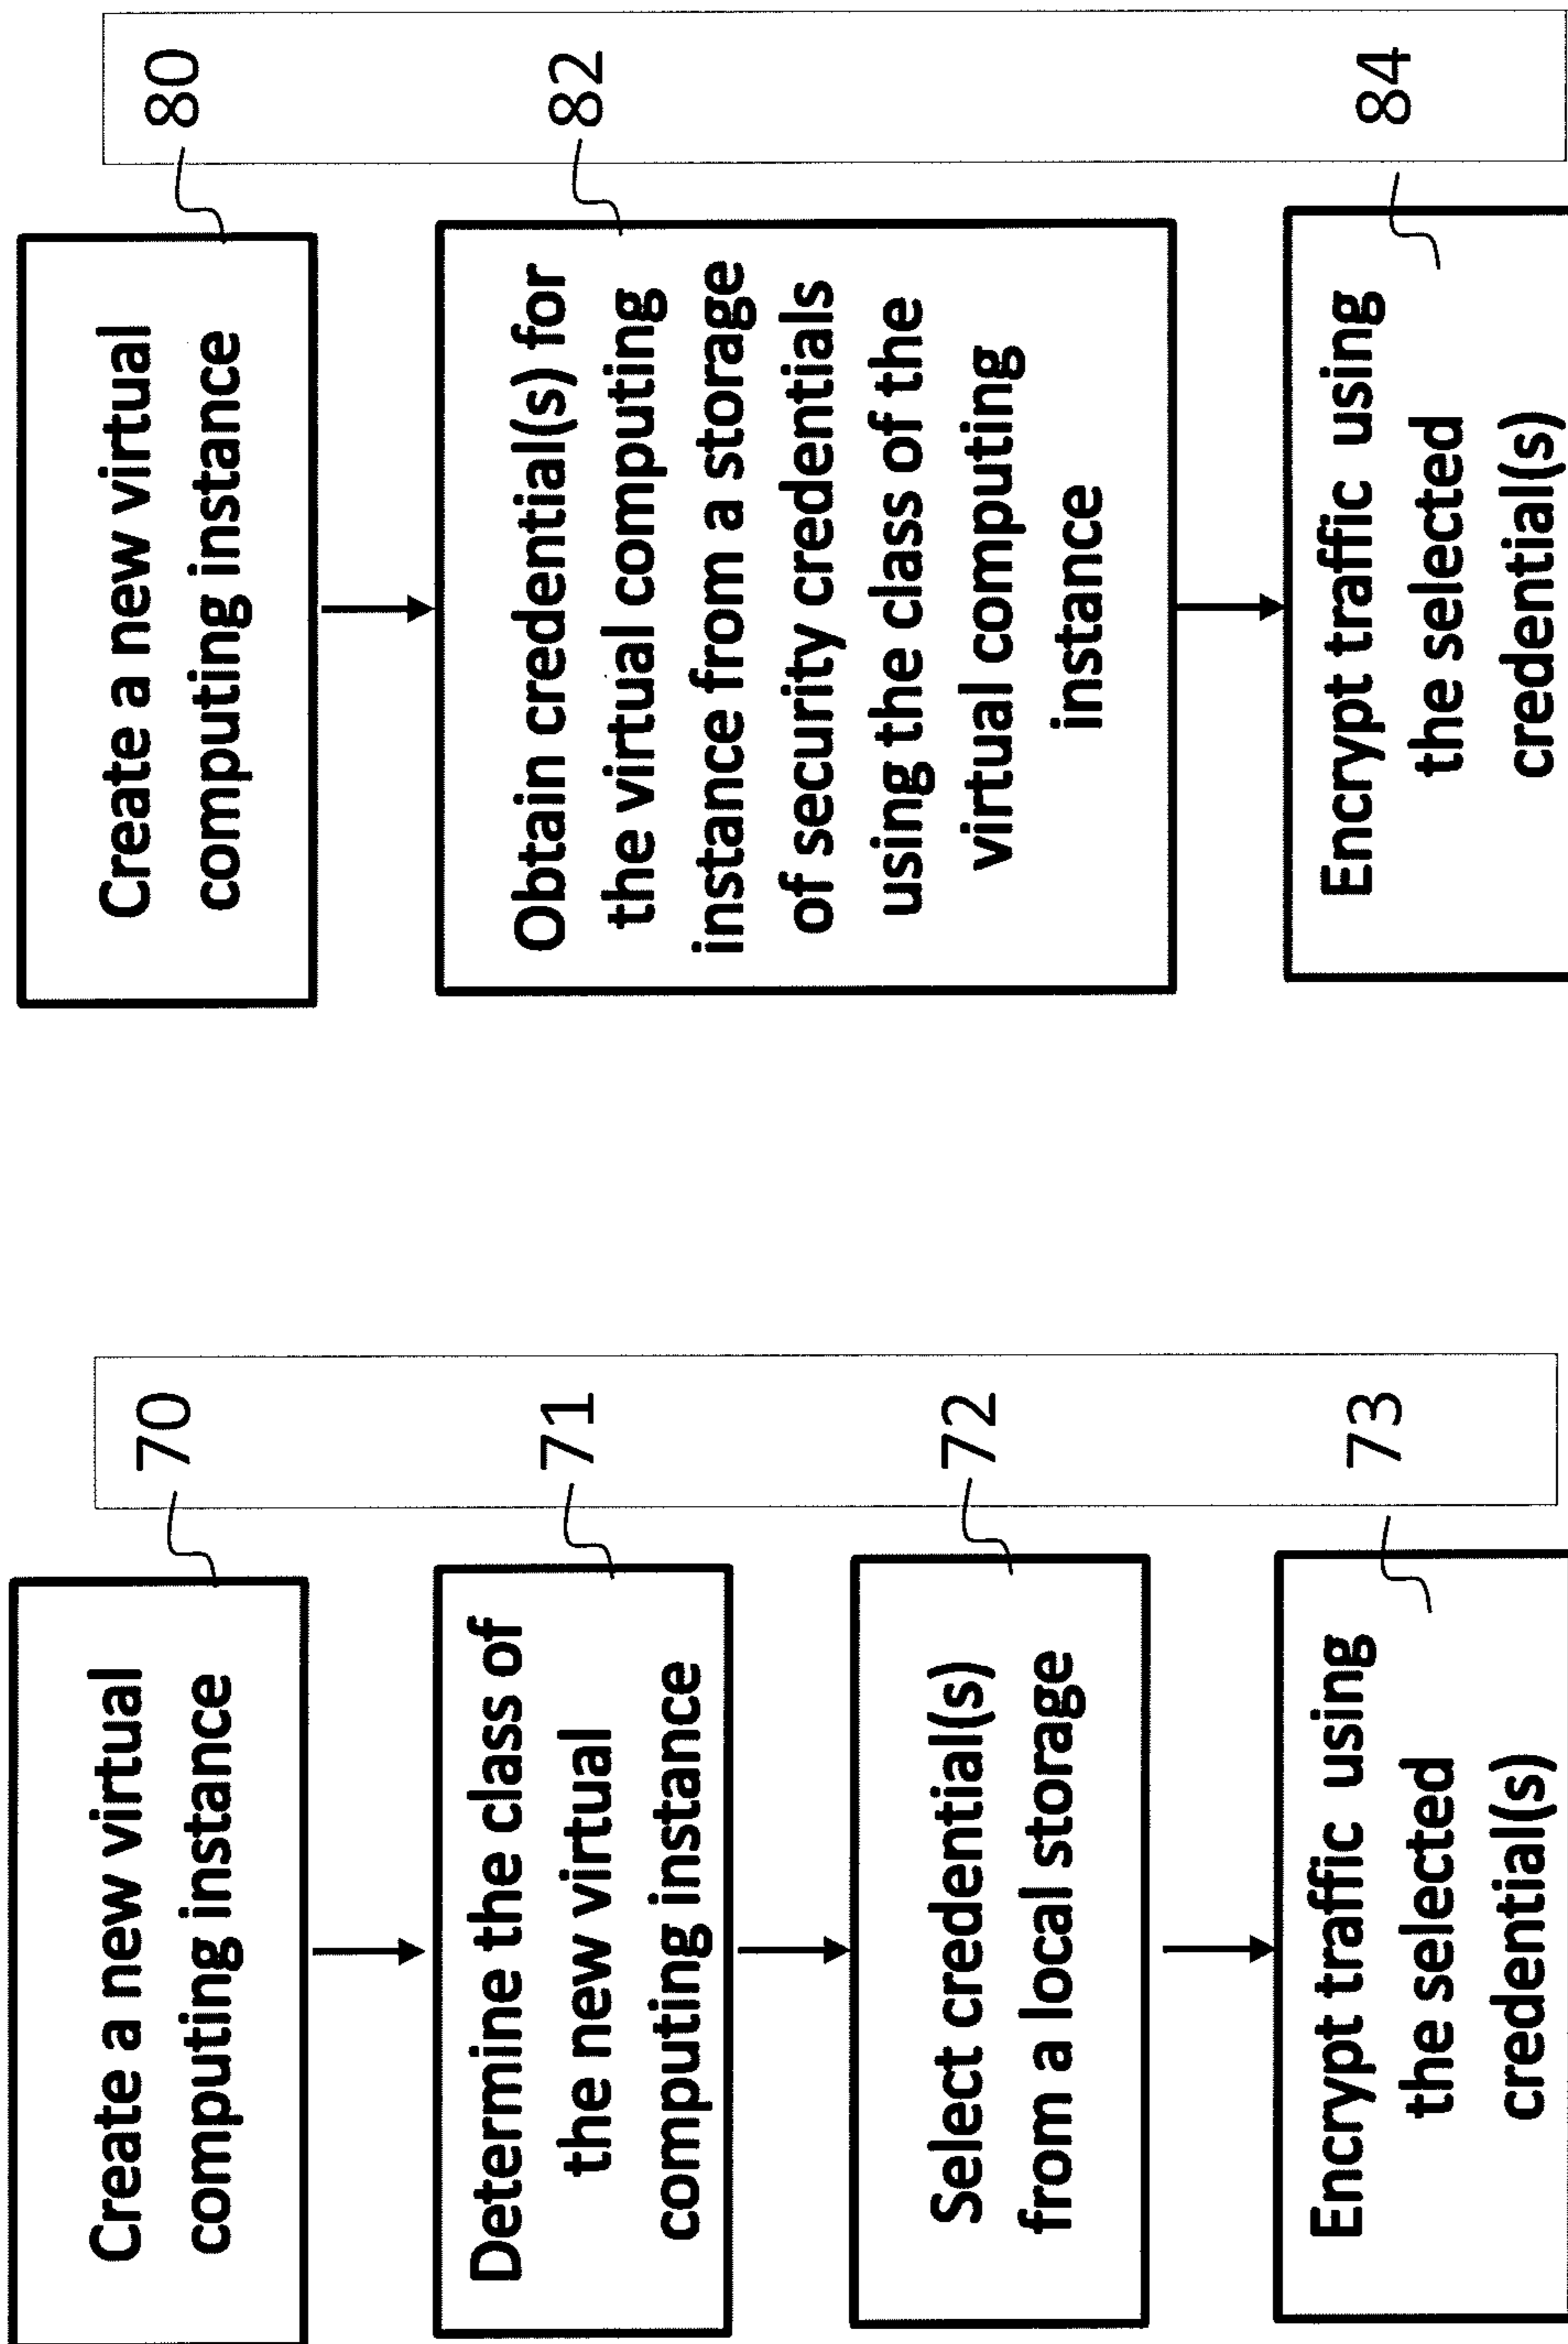 Create a new virtual
computing instance
70
Determine the class of
the new virtual
computing instance
71
Select credential(s)
from a local storage
72
Encrypt traffic using
the selected
credential(s)
73
Create a new virtual
computing instance
80
Obtain credential(s) for
the virtual computing
instance from a storage
of security credentials
using the class of the
virtual computing
instance
82
Encrypt traffic using
the selected
credential(s)
84